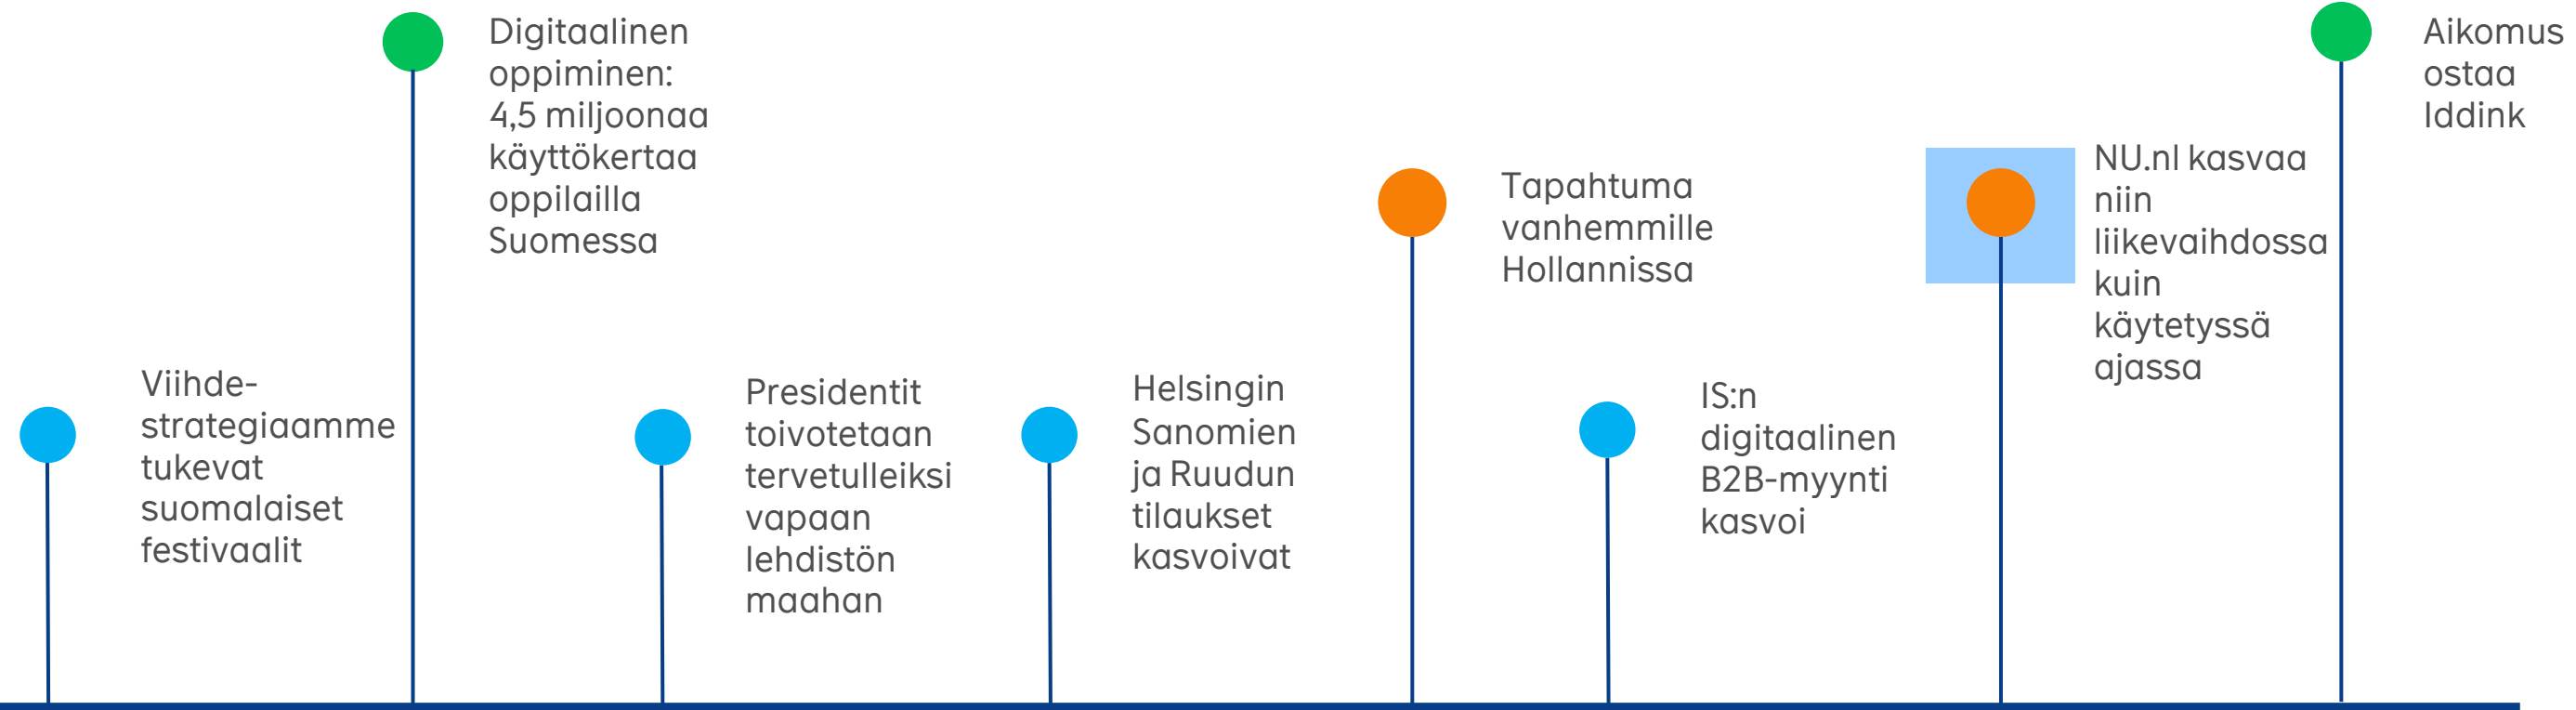 Viihde-
strategiaamme
tukevat
suomalaiset
festivaalit
Digitaalinen
oppiminen:
4,5 miljoonaa
käyttökertaa
oppilailla
Suomessa
Presidentit
toivotetaan
tervetulleiksi
vapaan
lehdistön
maahan
Helsingin
Sanomien
ja Ruudun
tilaukset
kasvoivat
Tapahtuma
vanhemmille
Hollannissa
IS:n
digitaalinen
B2B-myynti
kasvoi
NU.nl kasvaa
niin
liikevaihdossa
kuin
käytetyssä
ajassa
Aikomus
ostaa
Iddink